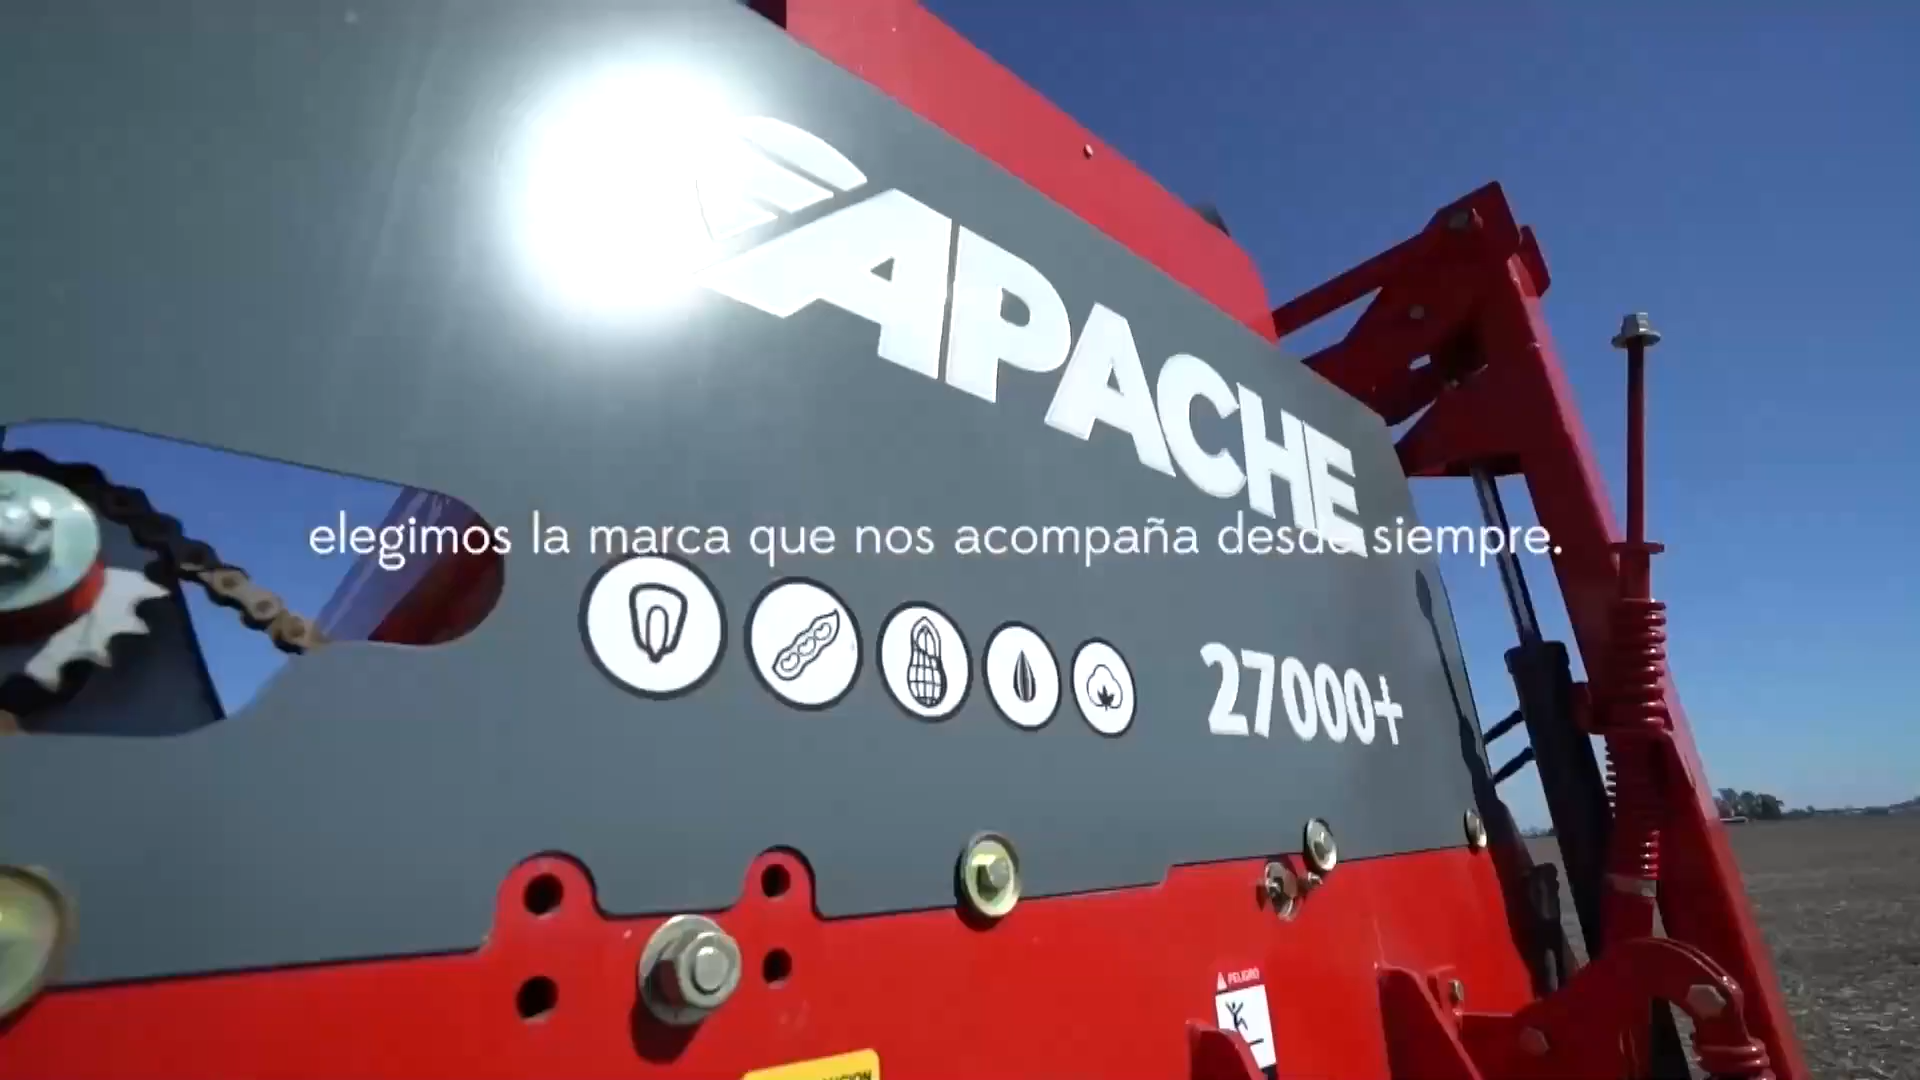 APACHE
elegimos la marca que nos acompaña desde siempre.
27000+
PELIGRO